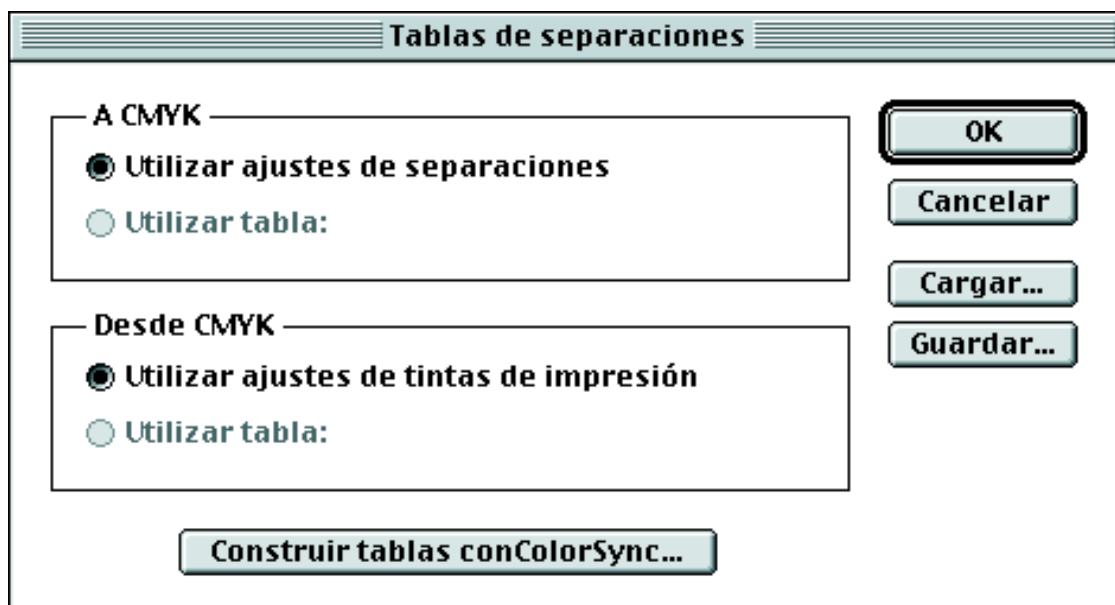 Tablas de separaciones
A CMYK
Utilizar ajustes de separaciones
Utilizar tabla:
Desde CMYK
Utilizar ajustes de tintas de impresión
Utilizar tabla:
Construir tablas conColorSync...
OK
Cancelar
Cargar...
Guardar...